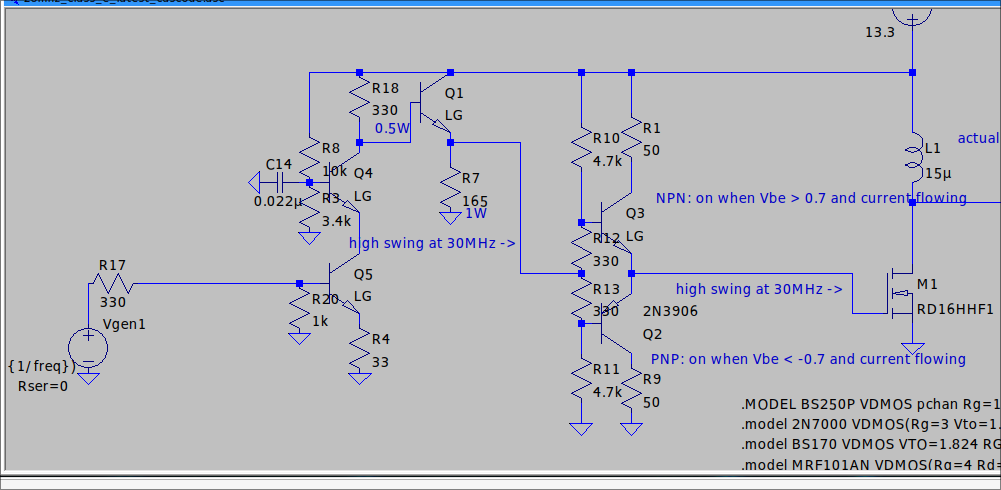 13.3
R18
330
Q1
LG
0.5W
R10
4.7k
R1
50
actual
R8
10k
L1
15µ
C14
0.022µ
Q4
LG
R3
3.4k
R7
165
1W
NPN: on when Vbe > 0.7 and current flowing
Q3
LG
high swing at 30MHz ->
R12
330
R17
330
Q5
LG
R13
330
high swing at 30MHz ->
M1
RD16HHF1
R20
1k
2N3906
Q2
Vgen1
R4
33
{1/freq})
Rser=0
PNP: on when Vbe < -0.7 and current flowing
R11
4.7k
R9
50
.MODEL BS250P VDMOS pchan Rg=1
.model 2N7000 VDMOS(Rg=3 Vto=1.
.model BS170 VDMOS VTO=1.824 RG
.model MRF101AN VDMOS(Rg=4 Rd=